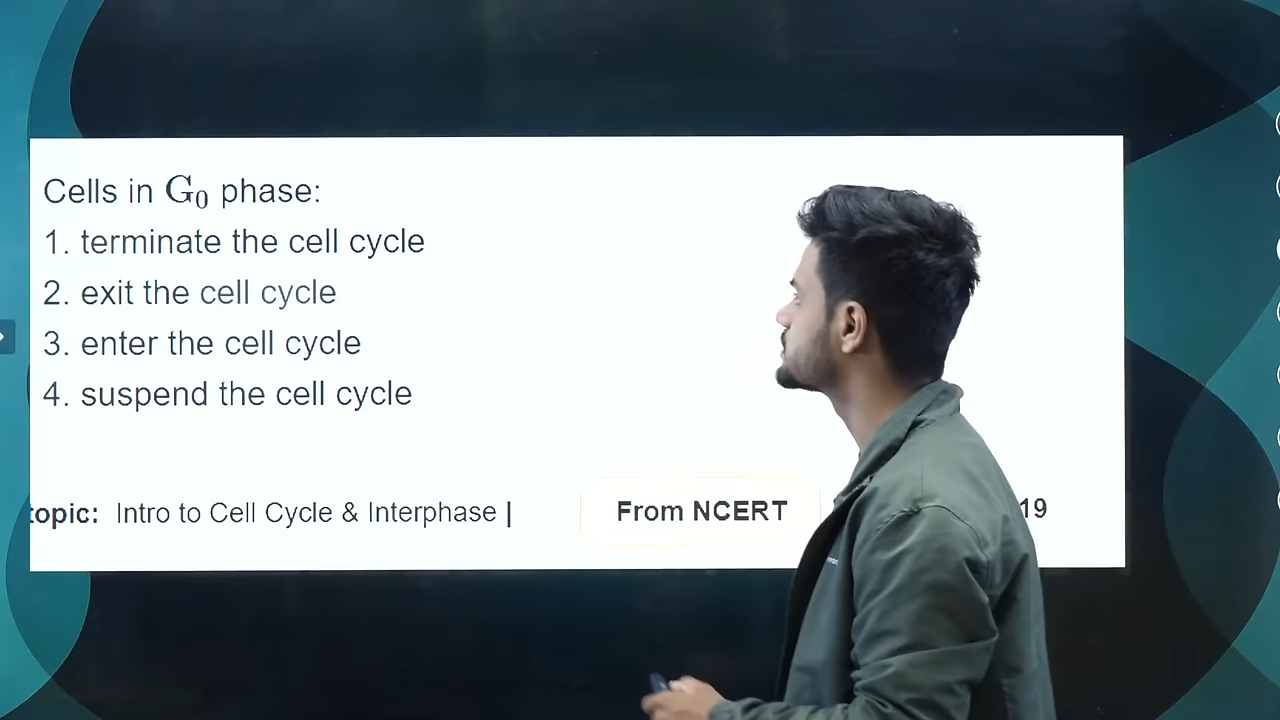 Cells in G₀ phase:
1. terminate the cell cycle
2. exit the cell cycle
3. enter the cell cycle
4. suspend the cell cycle
topic: Intro to Cell Cycle & Interphase |
From NCERT
19